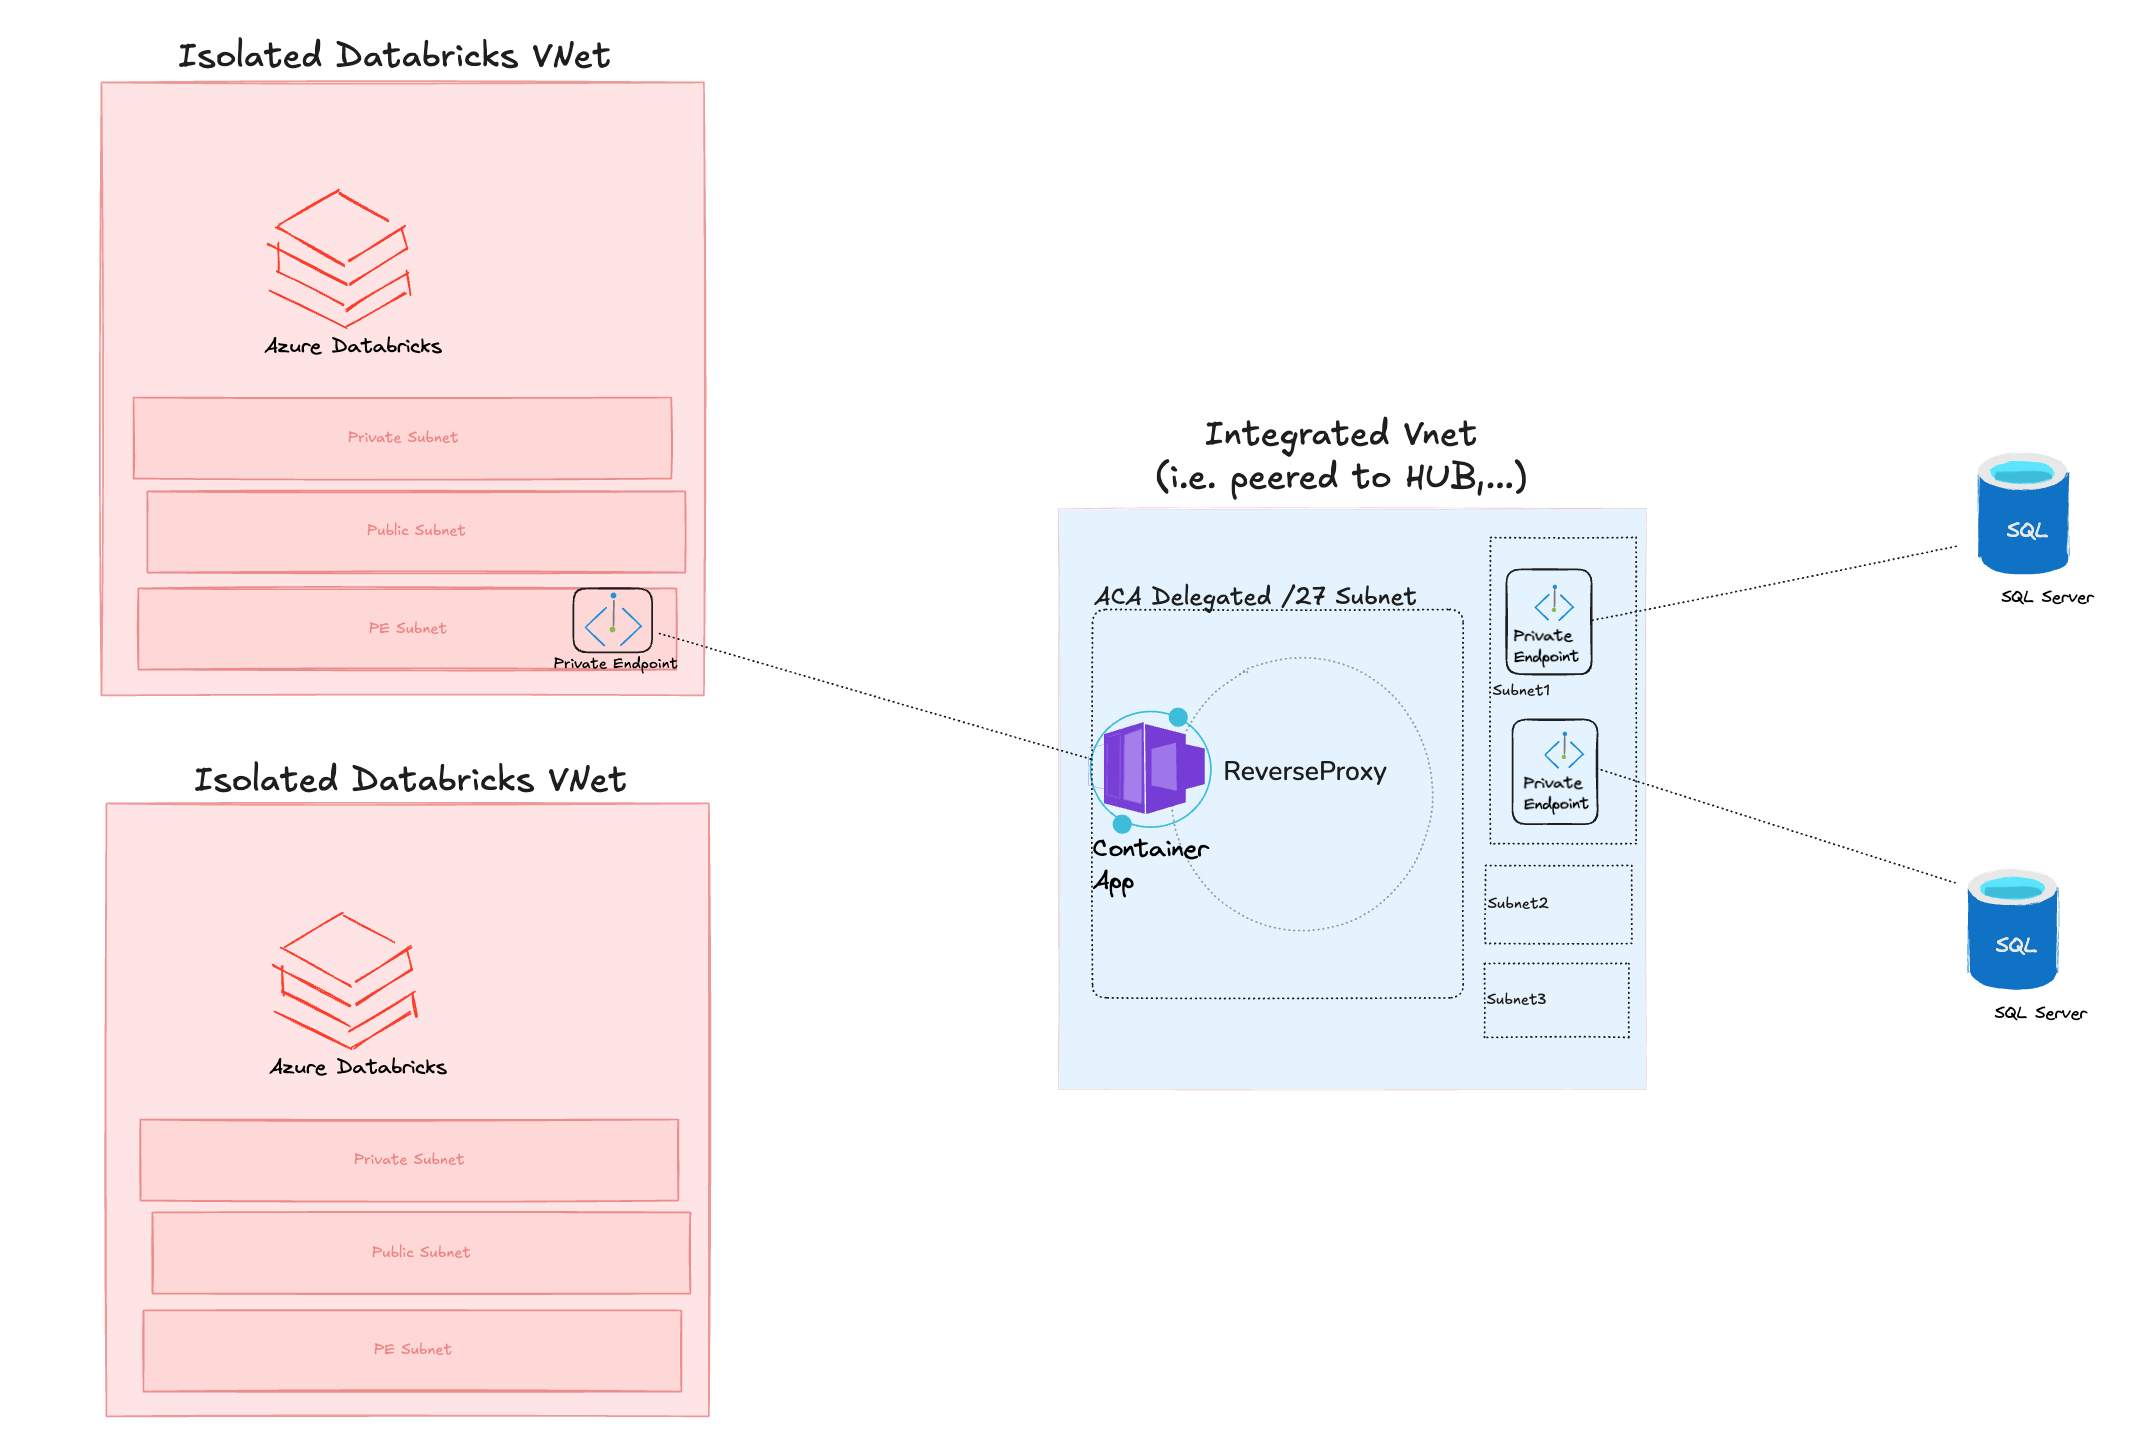 Isolated Databricks VNet
Azure Databricks
Private Subnet
Public Subnet
PE Subnet
Private Endpoint
Isolated Databricks VNet
Azure Databricks
Private Subnet
Public Subnet
PE Subnet
Integrated Vnet
(i.e. peered to HUB,...)
ACA Delegated /27 Subnet
ReverseProxy
Container
App
Private
Endpoint
Subnet1
Private
Endpoint
Subnet2
Subnet3
SQL
SQL Server
SQL
SQL Server